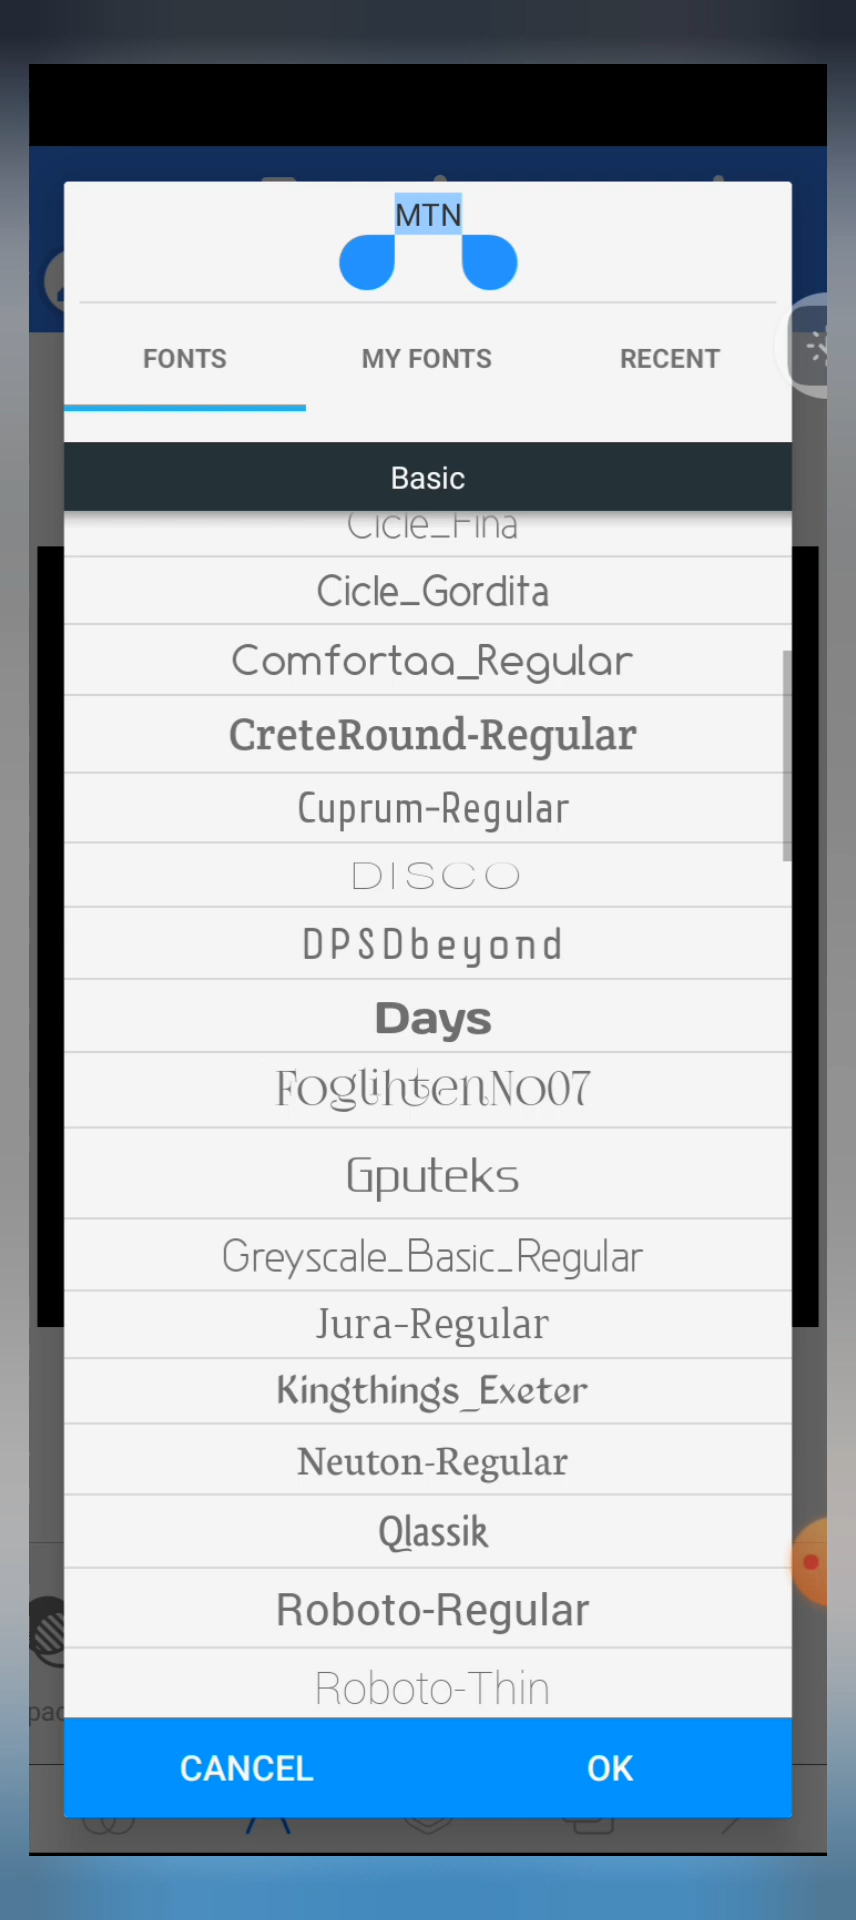 MTN
FONTS MY FONTS RECENT
Basic
Cicle_Fina
Cicle_Gordita
Comfortaa_Regular
CreteRound-Regular
Cuprum-Regular
DISCO
DPSDbeyond
Days
FoglihtenNo07
Gputeks
Greyscale_Basic_Regular
Jura-Regular
Kingthings_Exeter
Neuton-Regular
Qlassik
Roboto-Regular
Roboto-Thin
CANCEL OK